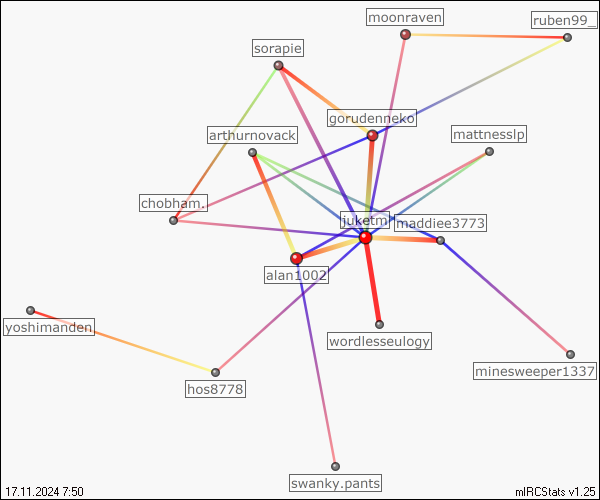 moonraven
ruben99_
sorapie
gorudenneko
arthurnovack
mattnesslp
chobham.
juketm
maddiee3773
alan1002
yoshimanden
wordlesseulogy
minesweeper1337
hos8778
swanky.pants
17.11.2024 7:50
mIRCStats v1.25